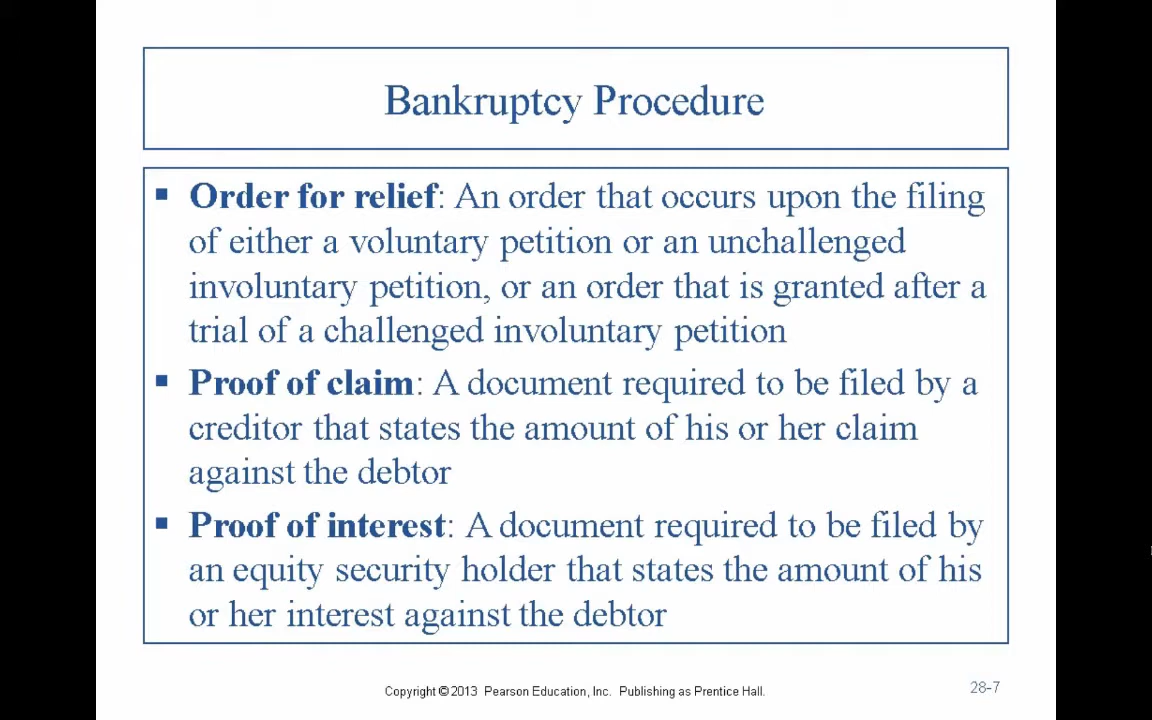 Bankruptcy Procedure
▪ Order for relief: An order that occurs upon the filing
of either a voluntary petition or an unchallenged
involuntary petition, or an order that is granted after a
trial of a challenged involuntary petition
▪ Proof of claim: A document required to be filed by a
creditor that states the amount of his or her claim
against the debtor
▪ Proof of interest: A document required to be filed by
an equity security holder that states the amount of his
or her interest against the debtor
Copyright © 2013 Pearson Education, Inc. Publishing as Prentice Hall.
28-7